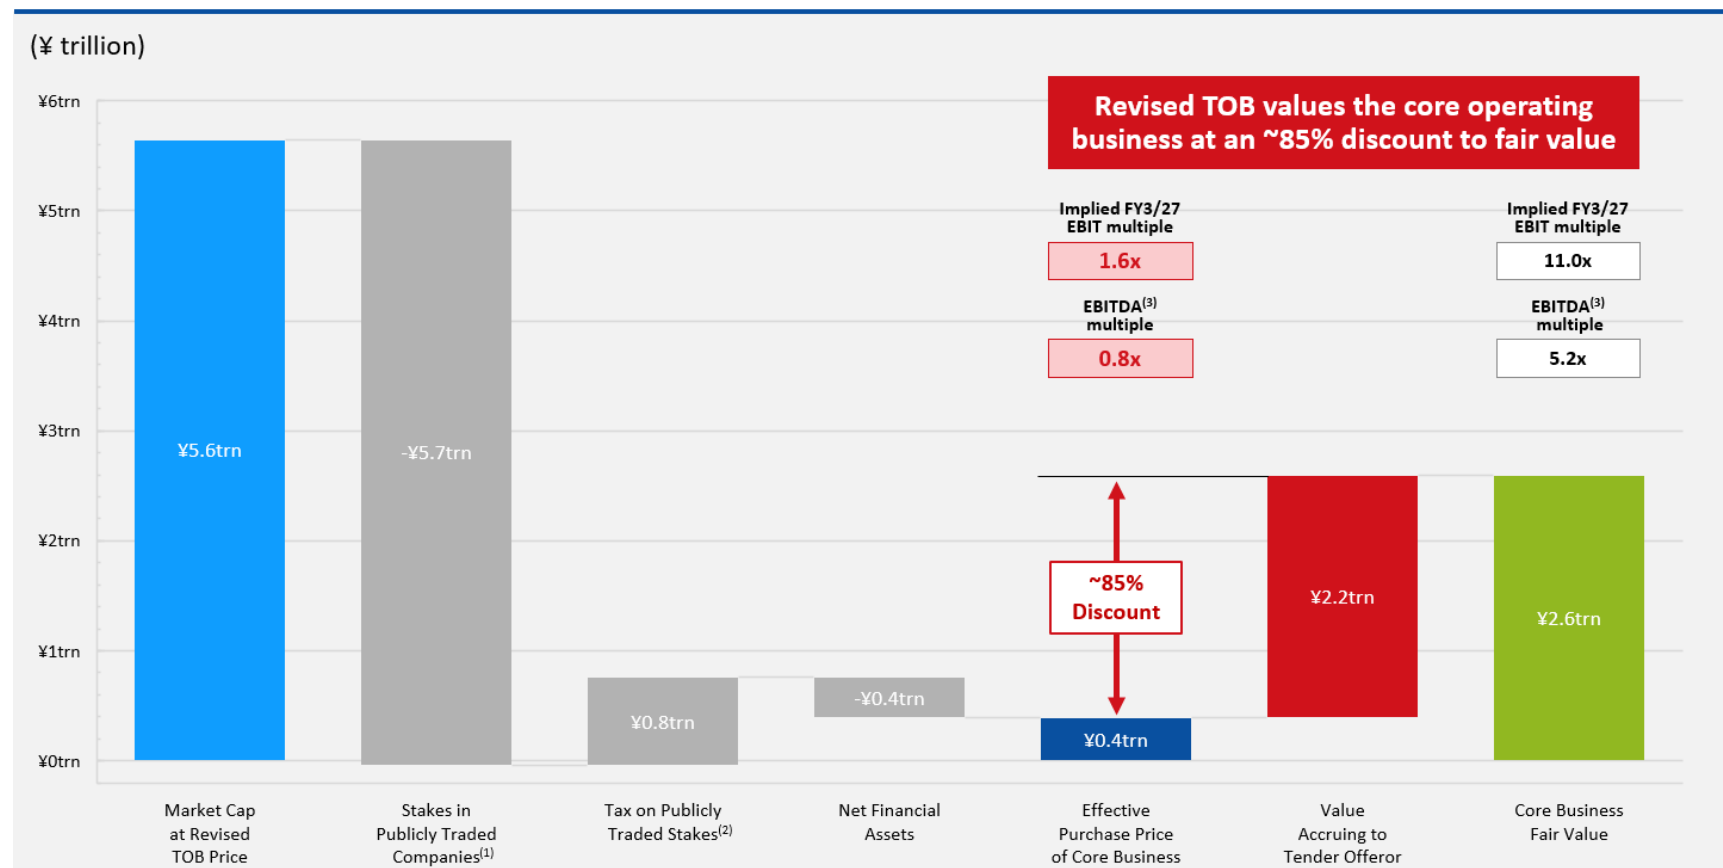 (¥ trillion)
Revised TOB values the core operating
business at an ~85% discount to fair value
¥6trn
¥5trn
¥4trn
¥3trn
¥2trn
¥1trn
¥0trn
Implied FY3/27
EBIT multiple
1.6x
EBITDA(3)
multiple
0.8x
Implied FY3/27
EBIT multiple
11.0x
EBITDA(3)
multiple
5.2x
¥5.6trn
-¥5.7trn
¥0.8trn
-¥0.4trn
~85%
Discount
¥0.4trn
¥2.2trn
¥2.6trn
Market Cap
at Revised
TOB Price
Stakes in
Publicly Traded
Companies(1)
Tax on Publicly
Traded Stakes(2)
Net Financial
Assets
Effective
Purchase Price
of Core Business
Value
Accruing to
Tender Offeror
Core Business
Fair Value